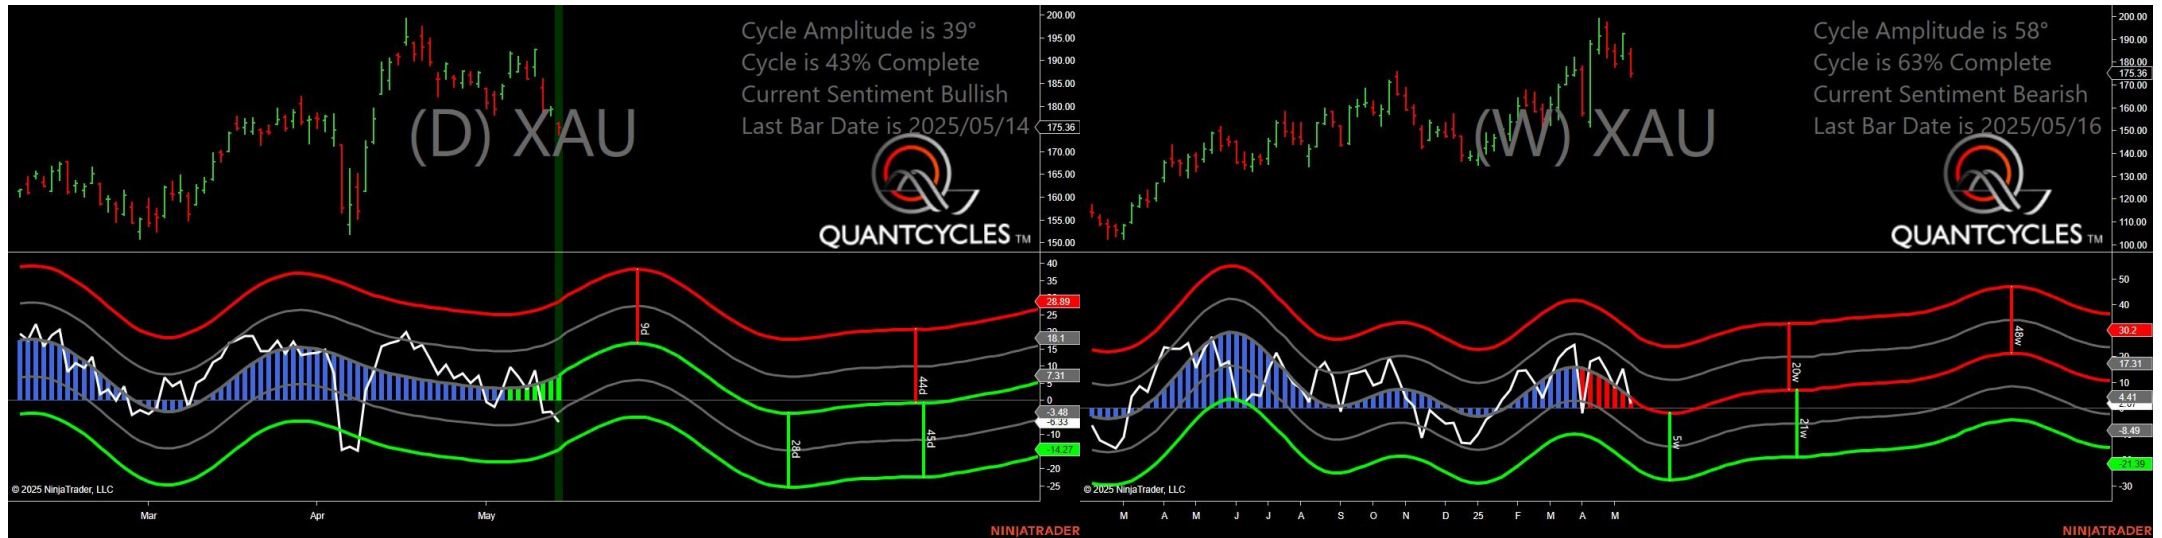 Cycle Amplitude is 39°
Cycle is 43% Complete
Current Sentiment Bullish
Last Bar Date is 2025/05/14
(D) XAU
QUANTCYCLES TM
200.00
195.00
190.00
185.00
180.00
175.36
170.00
165.00
160.00
155.00
150.00
40
35
28.89
25
20
18.1
15
10
7.31
5
0
-3.48
-6.33
-10
-14.27
-20
-25
9d
28d
44d
45d
© 2025 NinjaTrader, LLC
Mar
Apr
May
NINJATRADER
Cycle Amplitude is 58°
Cycle is 63% Complete
Current Sentiment Bearish
Last Bar Date is 2025/05/16
(W) XAU
QUANTCYCLES TM
200.00
190.00
180.00
175.36
170.00
160.00
150.00
140.00
130.00
120.00
110.00
100.00
50
40
30.2
20
17.31
10
4.41
-8.49
-21.39
-30
5w
20w
21w
48w
© 2025 NinjaTrader, LLC
M A M J J A S O N D 25 F M A M
NINJATRADER